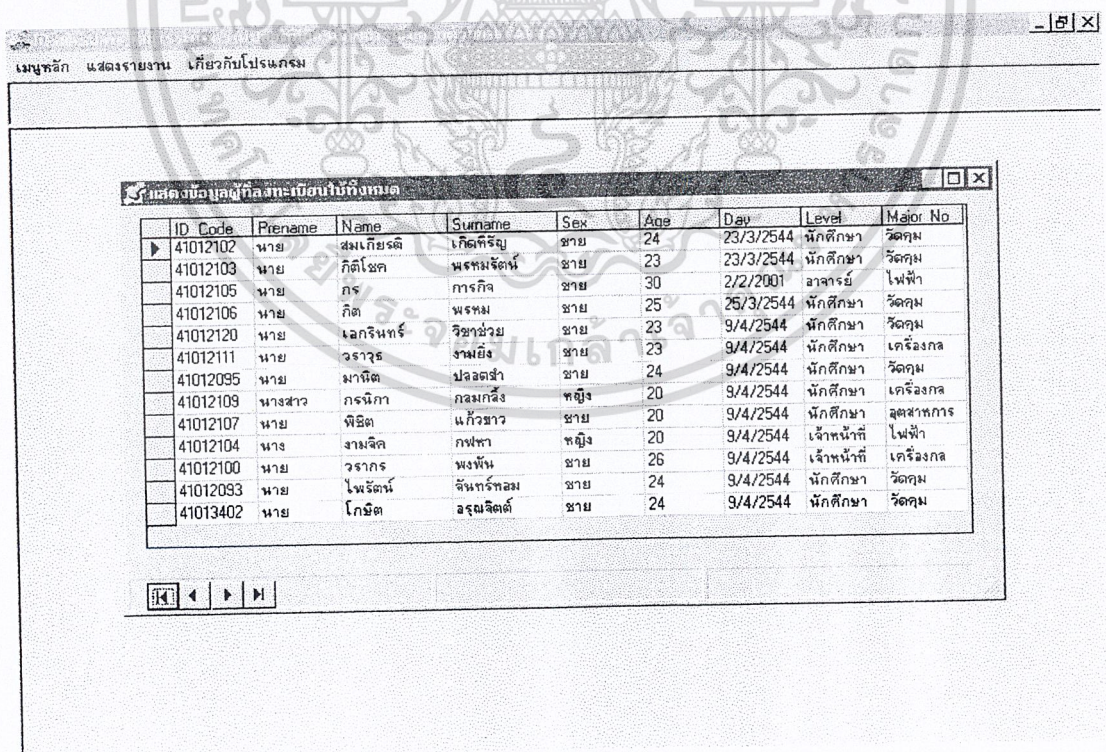 เมนูหลัก แสดงรายงาน เกี่ยวกับโปรแกรม
แสดงข้อมูลผู้ที่ลงทะเบียนใช้ทั้งหมด
ID_Code Prename Name Surname Sex Age Day Level Major_No
41012102 นาย สมเกียรติ เกิดหิรัญ ชาย 24 23/3/2544 นักศึกษา วัดคุม
41012103 นาย กิติโชค พรหมรัตน์ ชาย 23 23/3/2544 นักศึกษา วัดคุม
41012105 นาย กร การกิจ ชาย 30 2/2/2001 อาจารย์ ไฟฟ้า
41012106 นาย กิต พรหม ชาย 25 25/3/2544 นักศึกษา วัดคุม
41012120 นาย เอกรินทร์ วิชาช่วย ชาย 23 9/4/2544 นักศึกษา วัดคุม
41012111 นาย วราวุธ งามยิ่ง ชาย 23 9/4/2544 นักศึกษา เครื่องกล
41012095 นาย มานิต ปลอดขำ ชาย 24 9/4/2544 นักศึกษา วัดคุม
41012109 นางสาว กรนิกา กลมกลิ้ง หญิง 20 9/4/2544 นักศึกษา เครื่องกล
41012107 นาย พิชิต แก้วขาว ชาย 20 9/4/2544 นักศึกษา อุตสาหการ
41012104 นาง งามจิต กฟหา หญิง 20 9/4/2544 เจ้าหน้าที่ ไฟฟ้า
41012100 นาย วรากร พงพัน ชาย 26 9/4/2544 เจ้าหน้าที่ เครื่องกล
41012093 นาย ไพรัตน์ จันทร์หอม ชาย 24 9/4/2544 นักศึกษา วัดคุม
41013402 นาย โกษิต อรุณจิตต์ ชาย 24 9/4/2544 นักศึกษา วัดคุม